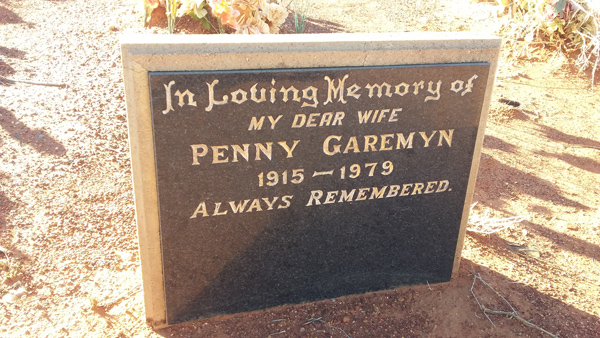 In Loving Memory of
MY DEAR WIFE
PENNY GAREMYN
1915 — 1979
ALWAYS REMEMBERED.